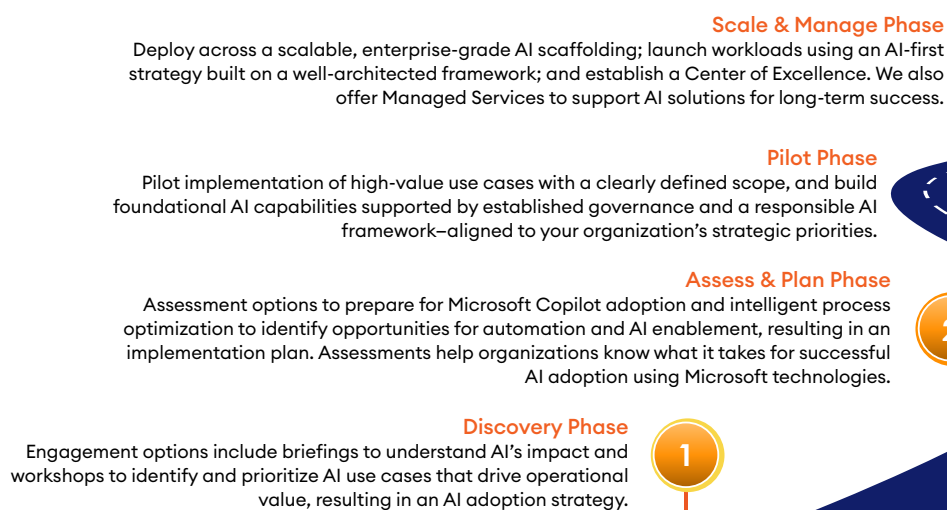 Scale & Manage Phase
Deploy across a scalable, enterprise-grade AI scaffolding; launch workloads using an AI-first
strategy built on a well-architected framework; and establish a Center of Excellence. We also
offer Managed Services to support AI solutions for long-term success.
Pilot Phase
Pilot implementation of high-value use cases with a clearly defined scope, and build
foundational AI capabilities supported by established governance and a responsible AI
framework—aligned to your organization's strategic priorities.
Assess & Plan Phase
Assessment options to prepare for Microsoft Copilot adoption and intelligent process
optimization to identify opportunities for automation and AI enablement, resulting in an
implementation plan. Assessments help organizations know what it takes for successful
AI adoption using Microsoft technologies.
2
Discovery Phase
Engagement options include briefings to understand AI's impact and
workshops to identify and prioritize AI use cases that drive operational
value, resulting in an AI adoption strategy.
1